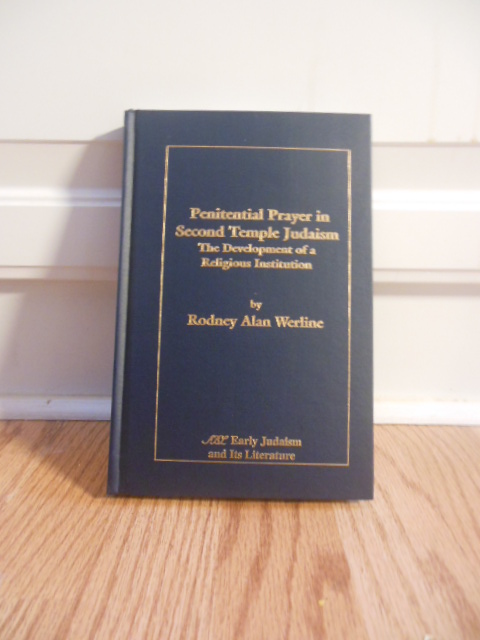 Penitential Prayer in
Second Temple Judaism
The Development of a
Religious Institution
by
Rodney Alan Werline
SBL Early Judaism
and Its Literature